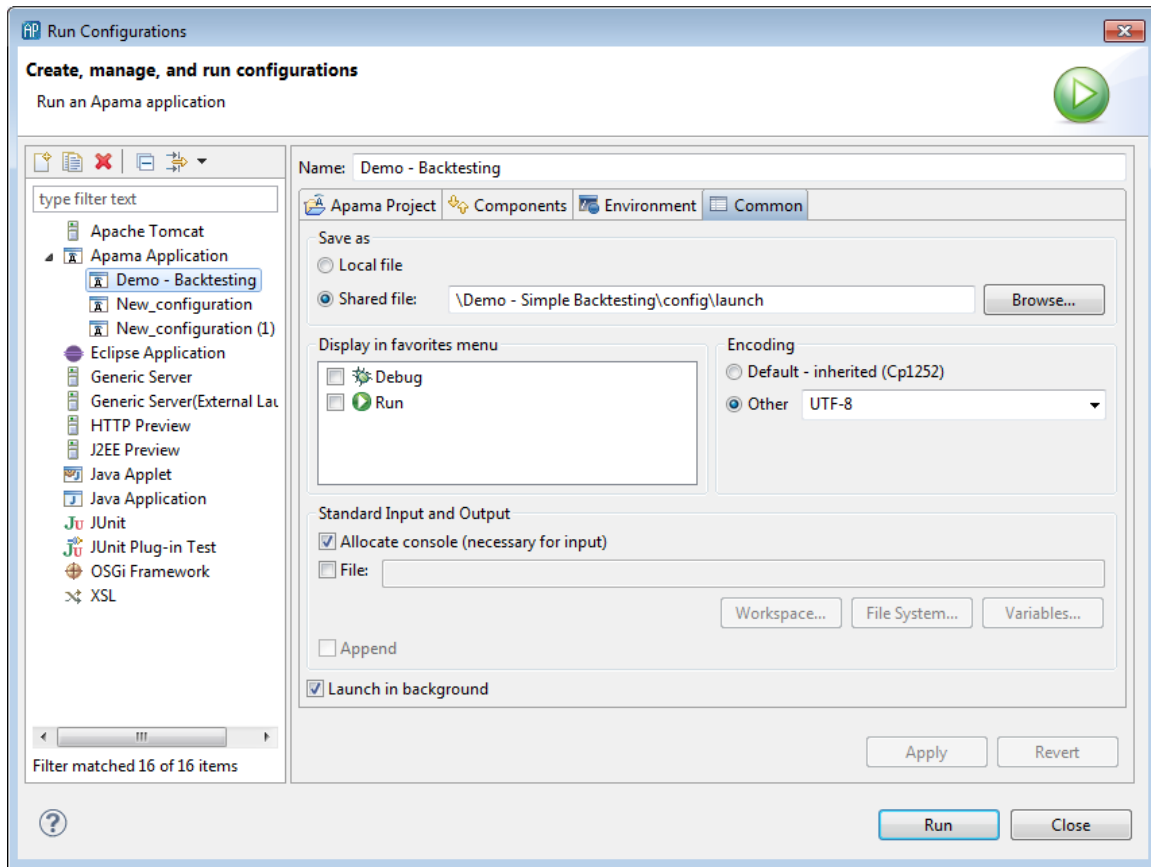 AP Run Configurations
Create, manage, and run configurations
Run an Apama application
type filter text
Apache Tomcat
Apama Application
Demo - Backtesting
New_configuration
New_configuration (1)
Eclipse Application
Generic Server
Generic Server(External Lau
HTTP Preview
J2EE Preview
Java Applet
Java Application
JUnit
JUnit Plug-in Test
OSGi Framework
XSL
Filter matched 16 of 16 items
Name: Demo - Backtesting
Apama Project Components Environment Common
Save as
Local file
Shared file: \Demo - Simple Backtesting\config\launch Browse...
Display in favorites menu
Debug
Run
Encoding
Default - inherited (Cp1252)
Other UTF-8
Standard Input and Output
Allocate console (necessary for input)
File:
Workspace... File System... Variables...
Append
Launch in background
Apply Revert
? Run Close